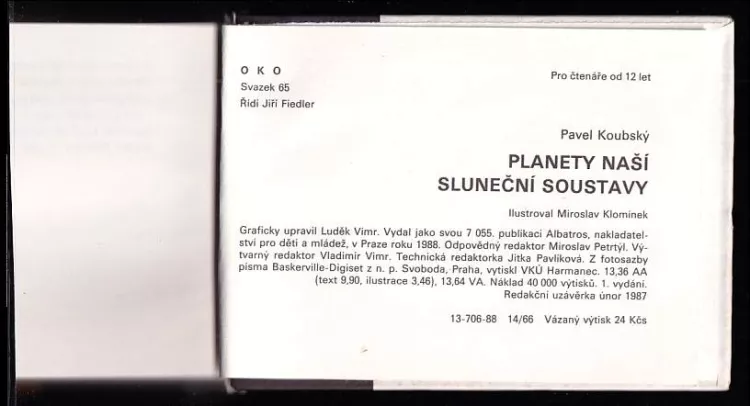 O K O
Svazek 65
Řídí Jiří Fiedler
Pro čtenáře od 12 let
Pavel Koubský
PLANETY NAŠÍ
SLUNEČNÍ SOUSTAVY
Ilustroval Miroslav Klomínek
Graficky upravil Luděk Vimr. Vydal jako svou 7 055. publikaci Albatros, nakladatel-
ství pro děti a mládež, v Praze roku 1988. Odpovědný redaktor Miroslav Petrtýl. Vý-
tvarný redaktor Vladimír Vimr. Technická redaktorka Jitka Pavlíková. Z fotosazby
písma Baskerville-Digiset z n. p. Svoboda, Praha, vytiskl VKÚ Harmanec. 13,36 AA
(text 9,90, ilustrace 3,46), 13,64 VA. Náklad 40 000 výtisků. 1. vydání.
Redakční uzávěrka únor 1987
13-706-88 14/66 Vázaný výtisk 24 Kčs